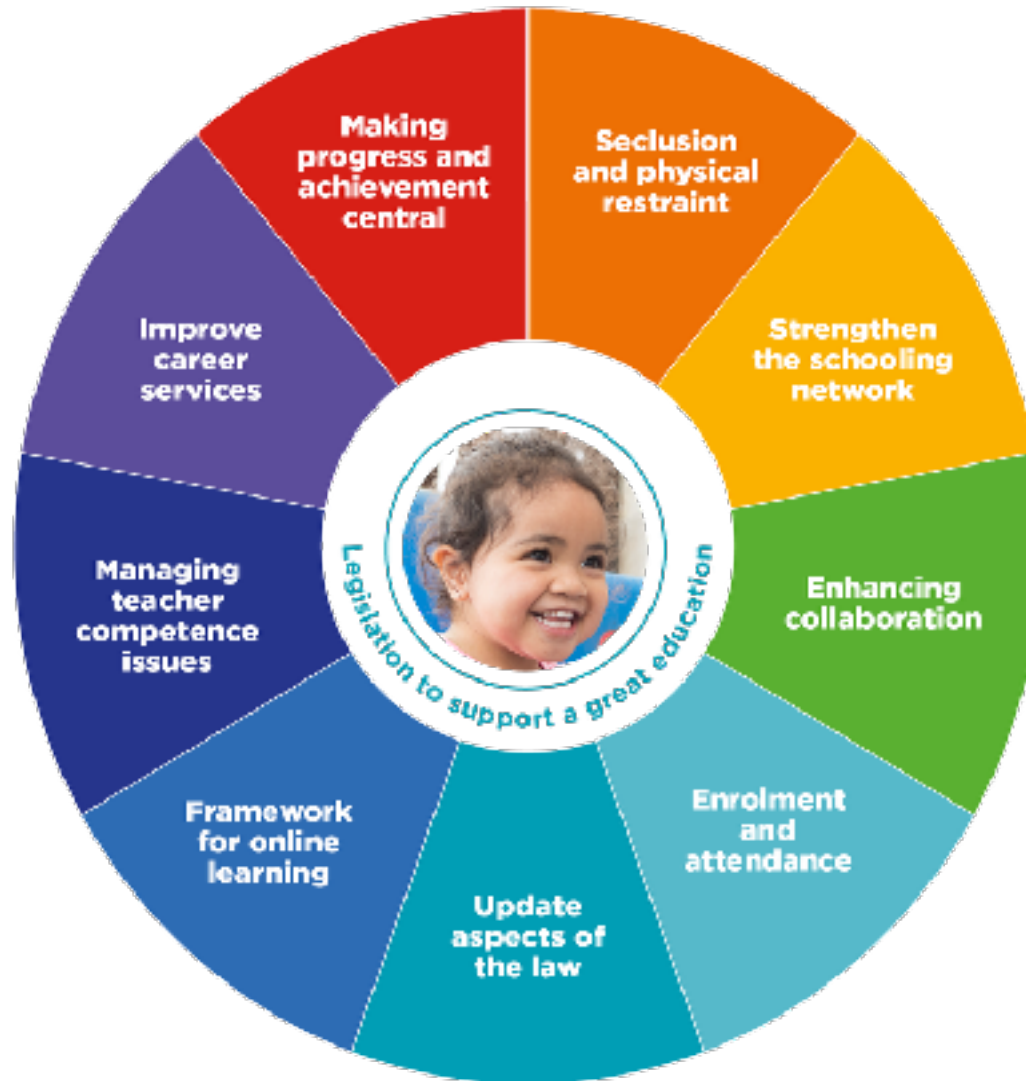 Making
progress and
achievement
central
Seclusion
and physical
restraint
Strengthen
the schooling
network
Enhancing
collaboration
Enrolment
and
attendance
Update
aspects of
the law
Framework
for online
learning
Managing
teacher
competence
issues
Improve
career
services
Legislation to support a great education